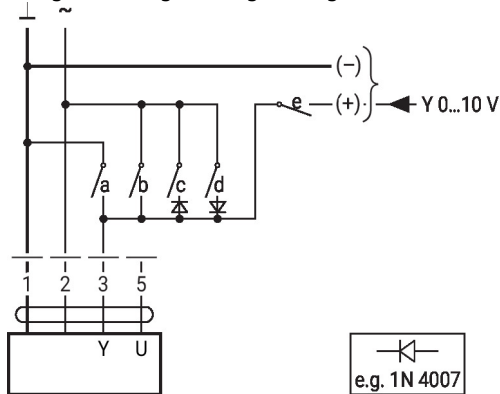 ⊥ ~
(−)
e (+) Y 0...10 V
a b c d
1 2 3 5
Y U
e.g. 1N 4007